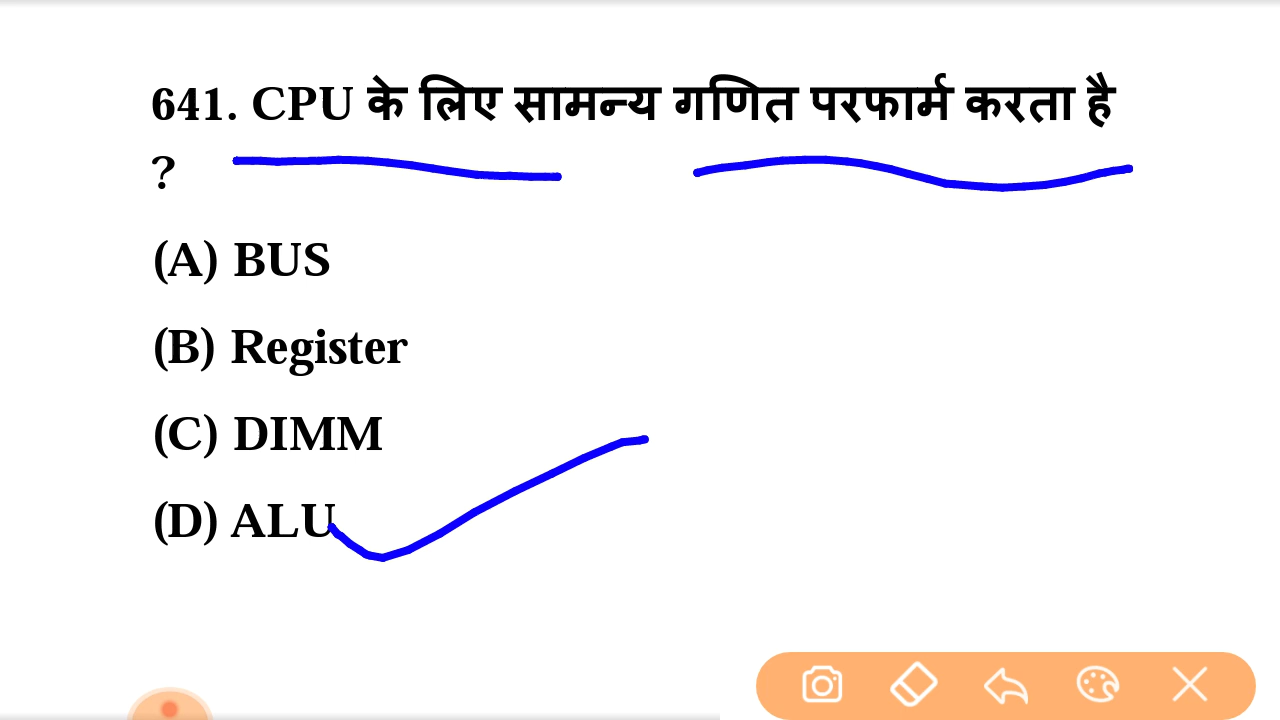 641. CPU के लिए सामन्य गणित परफार्म करता है
?
(A) BUS
(B) Register
(C) DIMM
(D) ALU